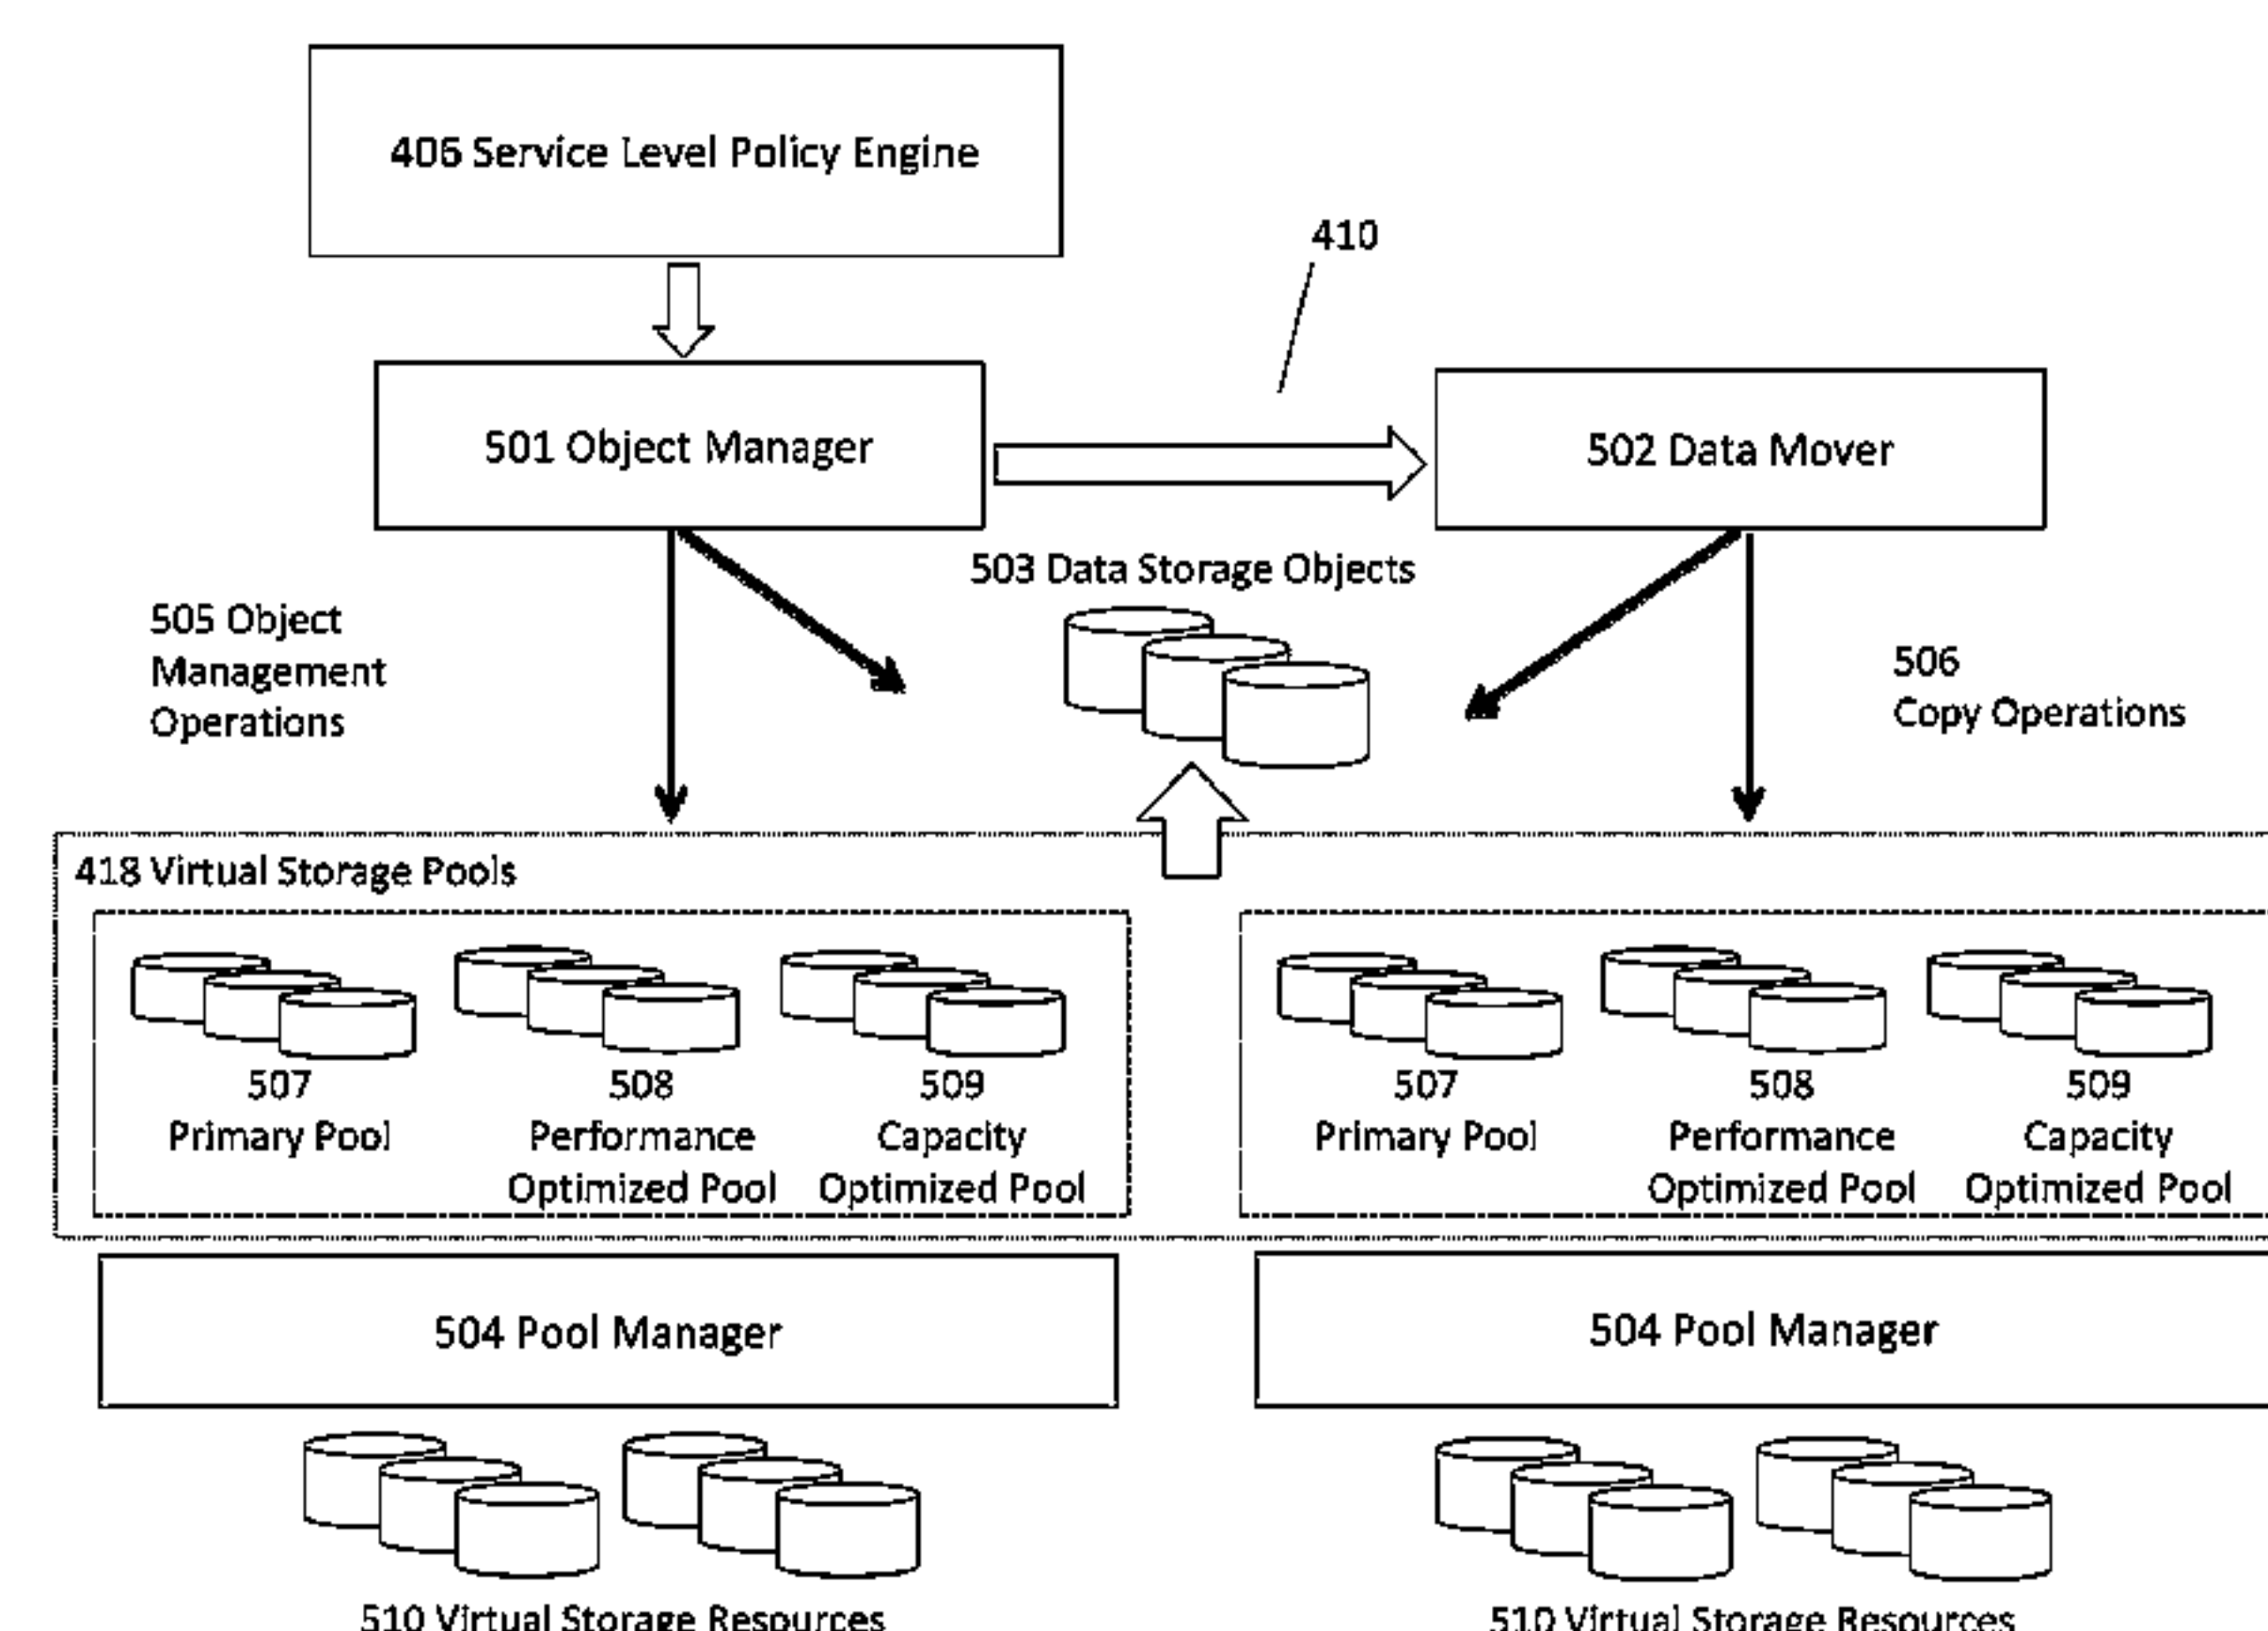 406 Service Level Policy Engine
410
501 Object Manager
502 Data Mover
503 Data Storage Objects
505 Object
Management
Operations
506
Copy Operations
418 Virtual Storage Pools
507
Primary Pool
508
Performance
Optimized Pool
509
Capacity
Optimized Pool
507
Primary Pool
508
Performance
Optimized Pool
509
Capacity
Optimized Pool
504 Pool Manager
504 Pool Manager
510 Virtual Storage Resources
510 Virtual Storage Resources